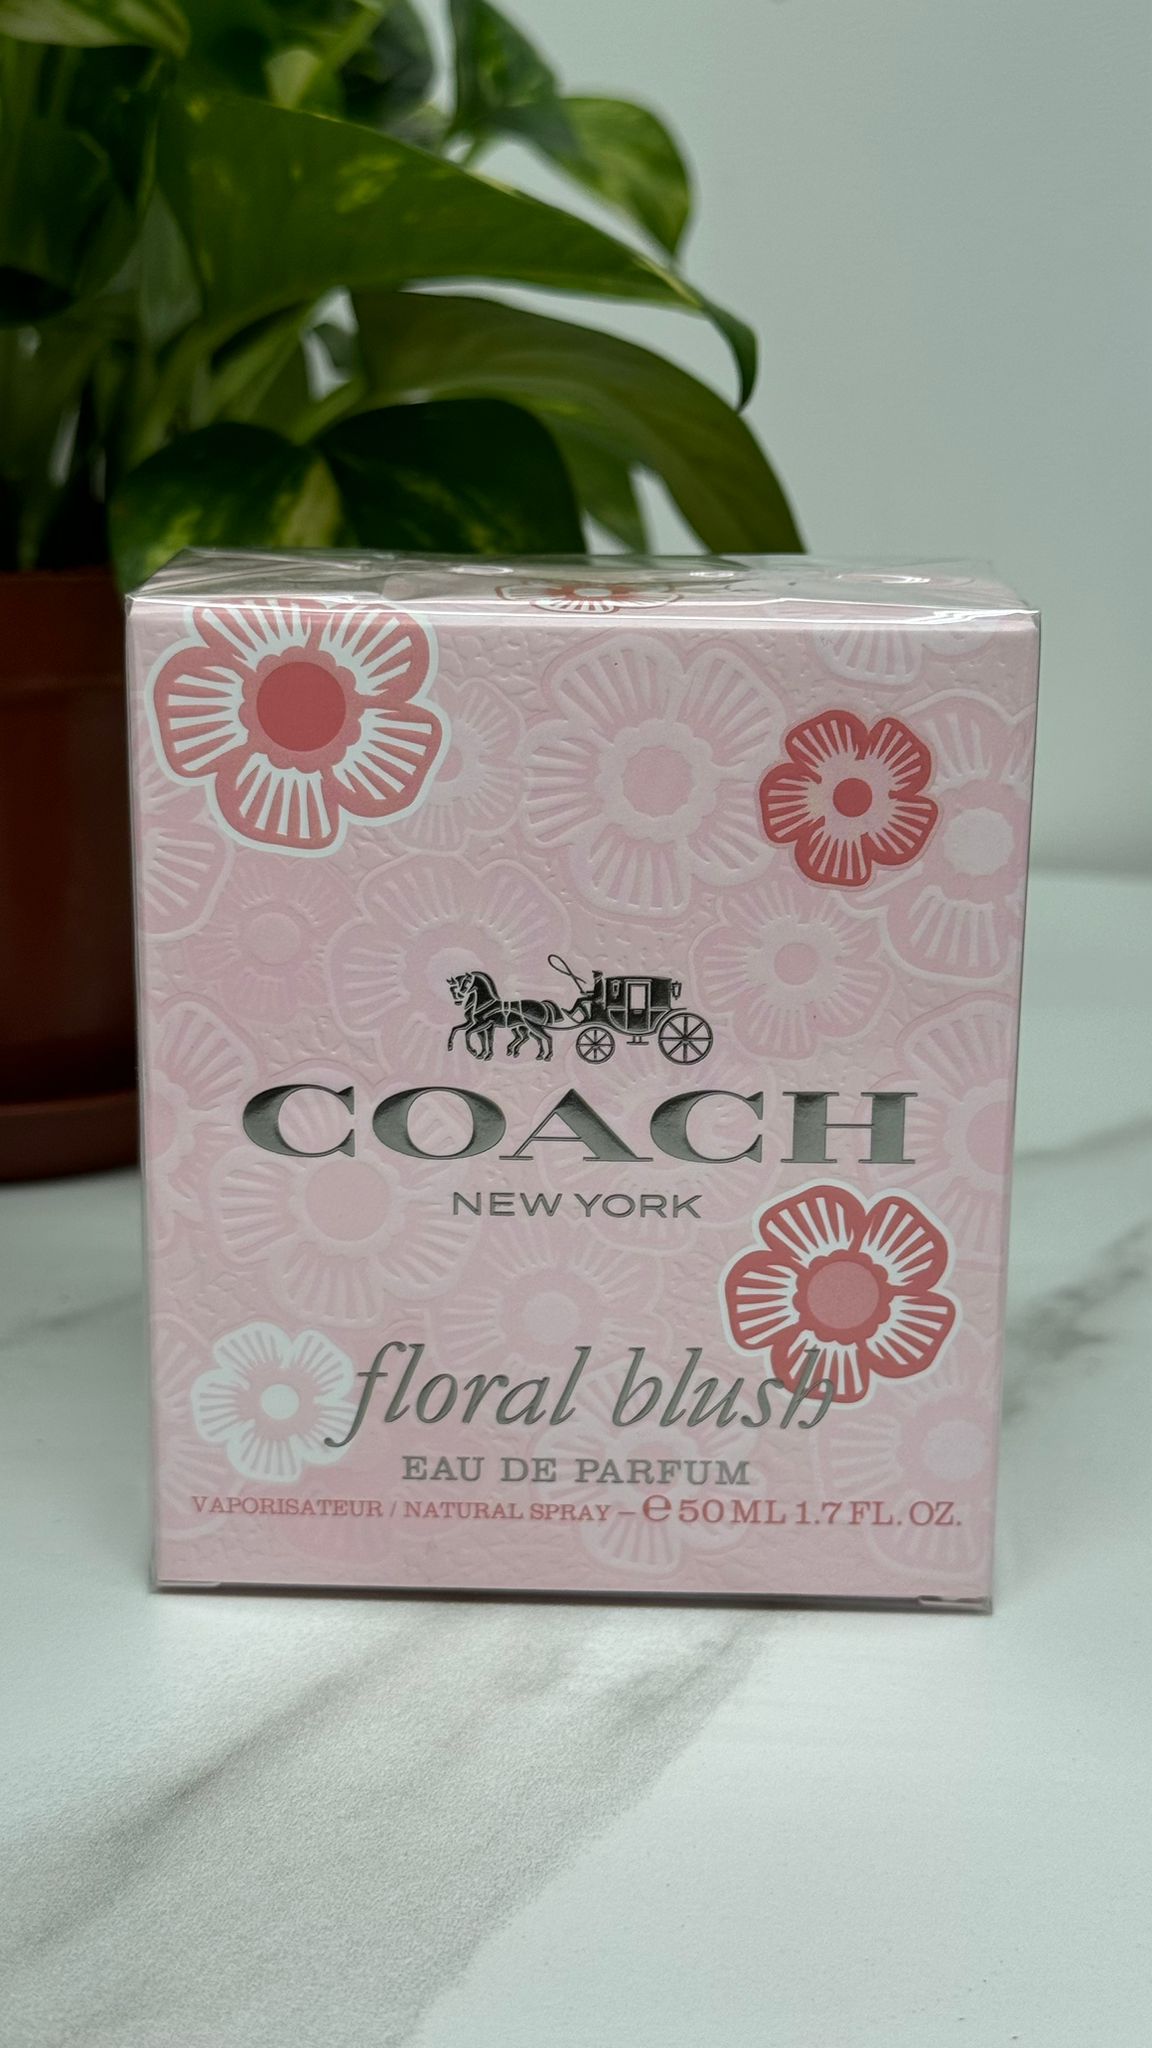 COACH
NEW YORK
floral blush
EAU DE PARFUM
VAPORISATEUR / NATURAL SPRAY – ℮ 50 ML 1.7 FL. OZ.